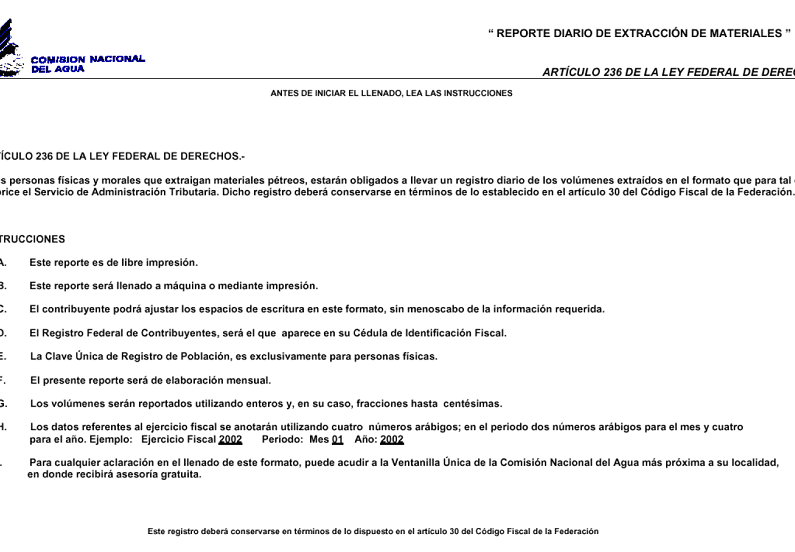 “ REPORTE DIARIO DE EXTRACCIÓN DE MATERIALES ”
COMISION NACIONAL
DEL AGUA
ARTÍCULO 236 DE LA LEY FEDERAL DE DEREC
ANTES DE INICIAR EL LLENADO, LEA LAS INSTRUCCIONES
ÍCULO 236 DE LA LEY FEDERAL DE DERECHOS.-
s personas físicas y morales que extraigan materiales pétreos, estarán obligados a llevar un registro diario de los volúmenes extraídos en el formato que para tal
rice el Servicio de Administración Tributaria. Dicho registro deberá conservarse en términos de lo establecido en el artículo 30 del Código Fiscal de la Federación.
TRUCCIONES
A. Este reporte es de libre impresión.
B. Este reporte será llenado a máquina o mediante impresión.
C. El contribuyente podrá ajustar los espacios de escritura en este formato, sin menoscabo de la información requerida.
D. El Registro Federal de Contribuyentes, será el que aparece en su Cédula de Identificación Fiscal.
E. La Clave Única de Registro de Población, es exclusivamente para personas físicas.
F. El presente reporte será de elaboración mensual.
G. Los volúmenes serán reportados utilizando enteros y, en su caso, fracciones hasta centésimas.
H. Los datos referentes al ejercicio fiscal se anotarán utilizando cuatro números arábigos; en el periodo dos números arábigos para el mes y cuatro
para el año. Ejemplo: Ejercicio Fiscal 2002 Periodo: Mes 01 Año: 2002
. Para cualquier aclaración en el llenado de este formato, puede acudir a la Ventanilla Única de la Comisión Nacional del Agua más próxima a su localidad,
en donde recibirá asesoría gratuita.
Este registro deberá conservarse en términos de lo dispuesto en el artículo 30 del Código Fiscal de la Federación